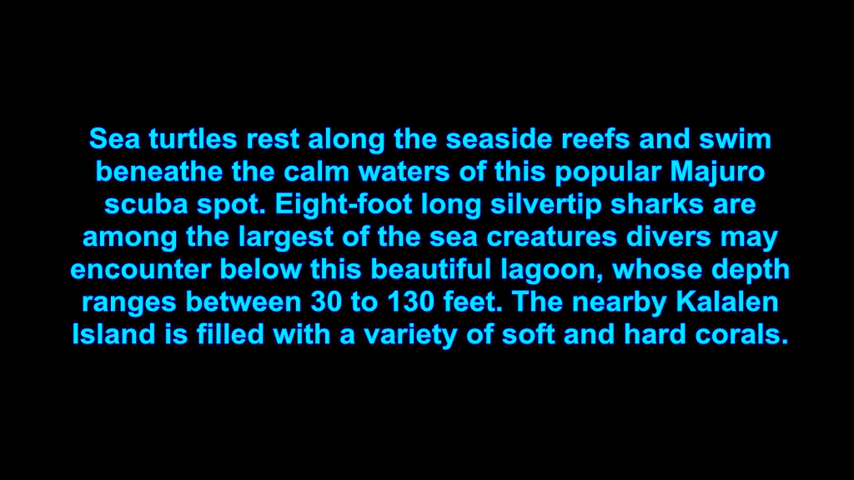 Sea turtles rest along the seaside reefs and swim
beneathe the calm waters of this popular Majuro
scuba spot. Eight-foot long silvertip sharks are
among the largest of the sea creatures divers may
encounter below this beautiful lagoon, whose depth
ranges between 30 to 130 feet. The nearby Kalalen
Island is filled with a variety of soft and hard corals.